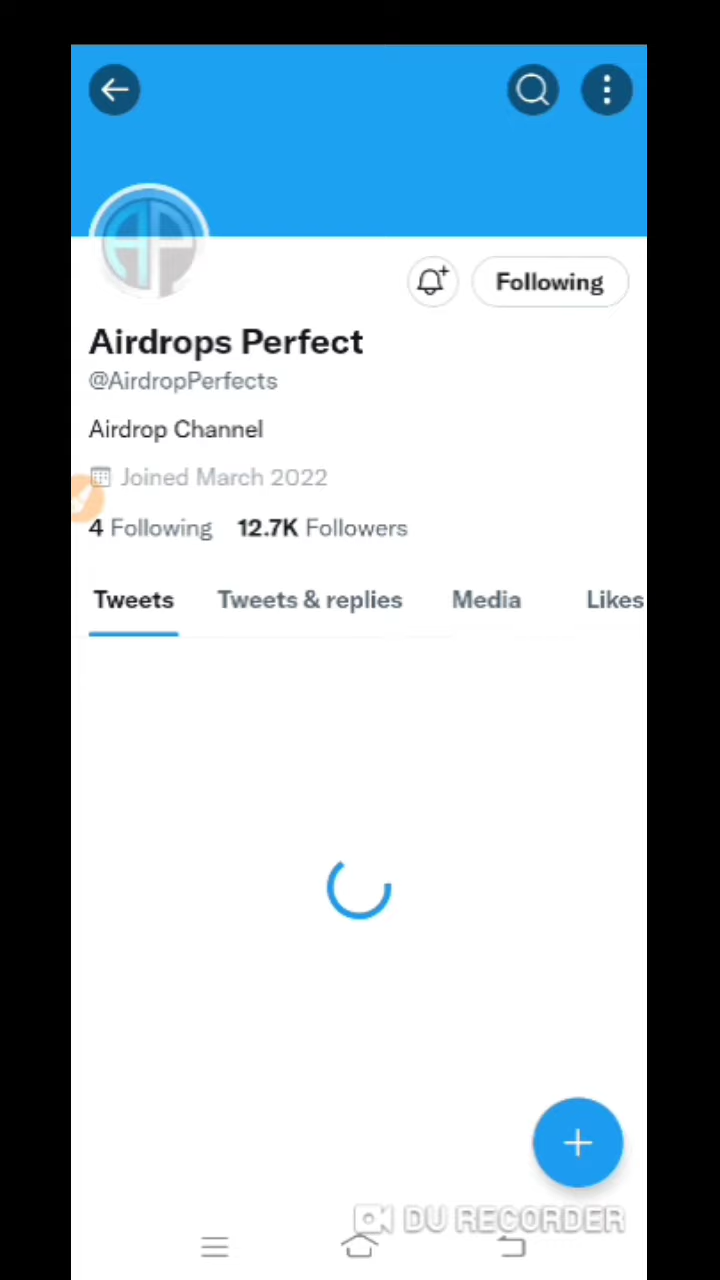 AP
Following
Airdrops Perfect
@AirdropPerfects
Airdrop Channel
Joined March 2022
4 Following 12.7K Followers
Tweets Tweets & replies Media Likes
DU RECORDER